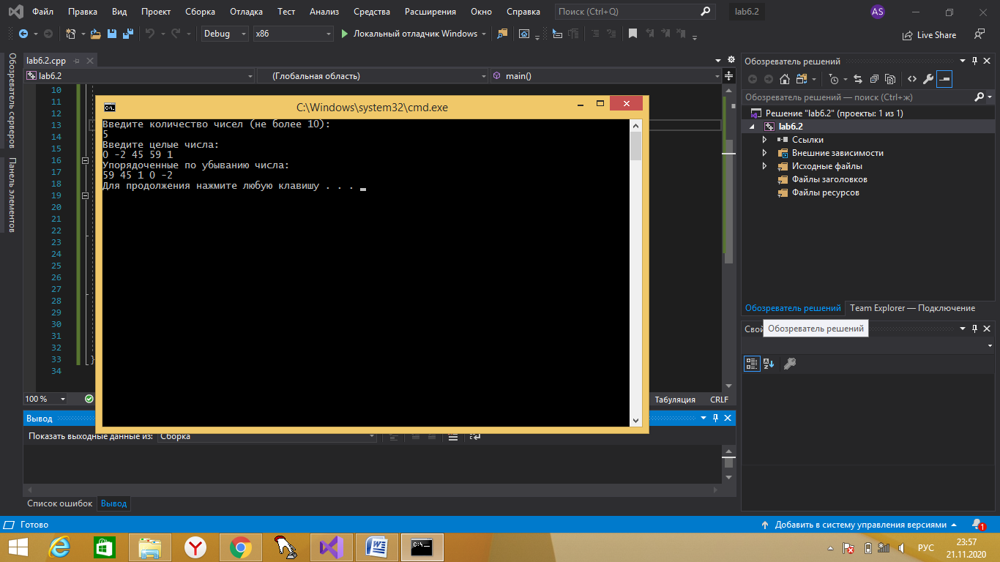 Файл Правка Вид Проект Сборка Отладка Тест Анализ Средства Расширения Окно Справка Поиск (Ctrl+Q) lab6.2 AS
Debug x86 Локальный отладчик Windows Live Share
Обозреватель серверов
Панель элементов
lab6.2.cpp
lab6.2 (Глобальная область) main()
10
11
12
13
14
15
16
17
18
19
20
21
22
23
24
25
26
27
28
29
30
31
32
33 }
34
C:\Windows\system32\cmd.exe
Введите количество чисел (не более 10):
5
Введите целые числа:
0 -2 45 59 1
Упорядоченные по убыванию числа:
59 45 1 0 -2
Для продолжения нажмите любую клавишу . . .
100 % Табуляция CRLF
Вывод
Показать выходные данные из: Сборка
Список ошибок Вывод
Обозреватель решений
Обозреватель решений — поиск (Ctrl+ж)
Решение "lab6.2" (проекты: 1 из 1)
lab6.2
Ссылки
Внешние зависимости
Исходные файлы
Файлы заголовков
Файлы ресурсов
Обозреватель решений Team Explorer — Подключение
Обозреватель решений
Готово Добавить в систему управления версиями 1
РУС 23:57
21.11.2020